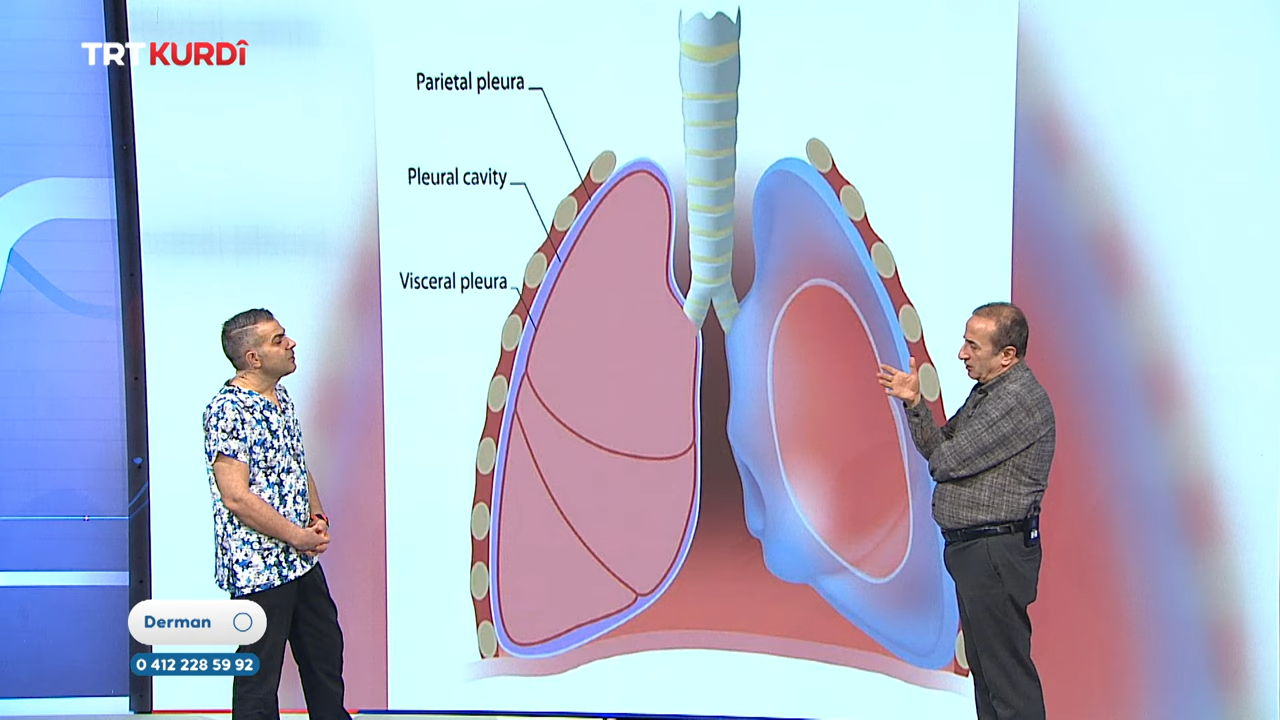 TRT KURDÎ
Parietal pleura
Pleural cavity
Visceral pleura
Derman
0 412 228 59 92